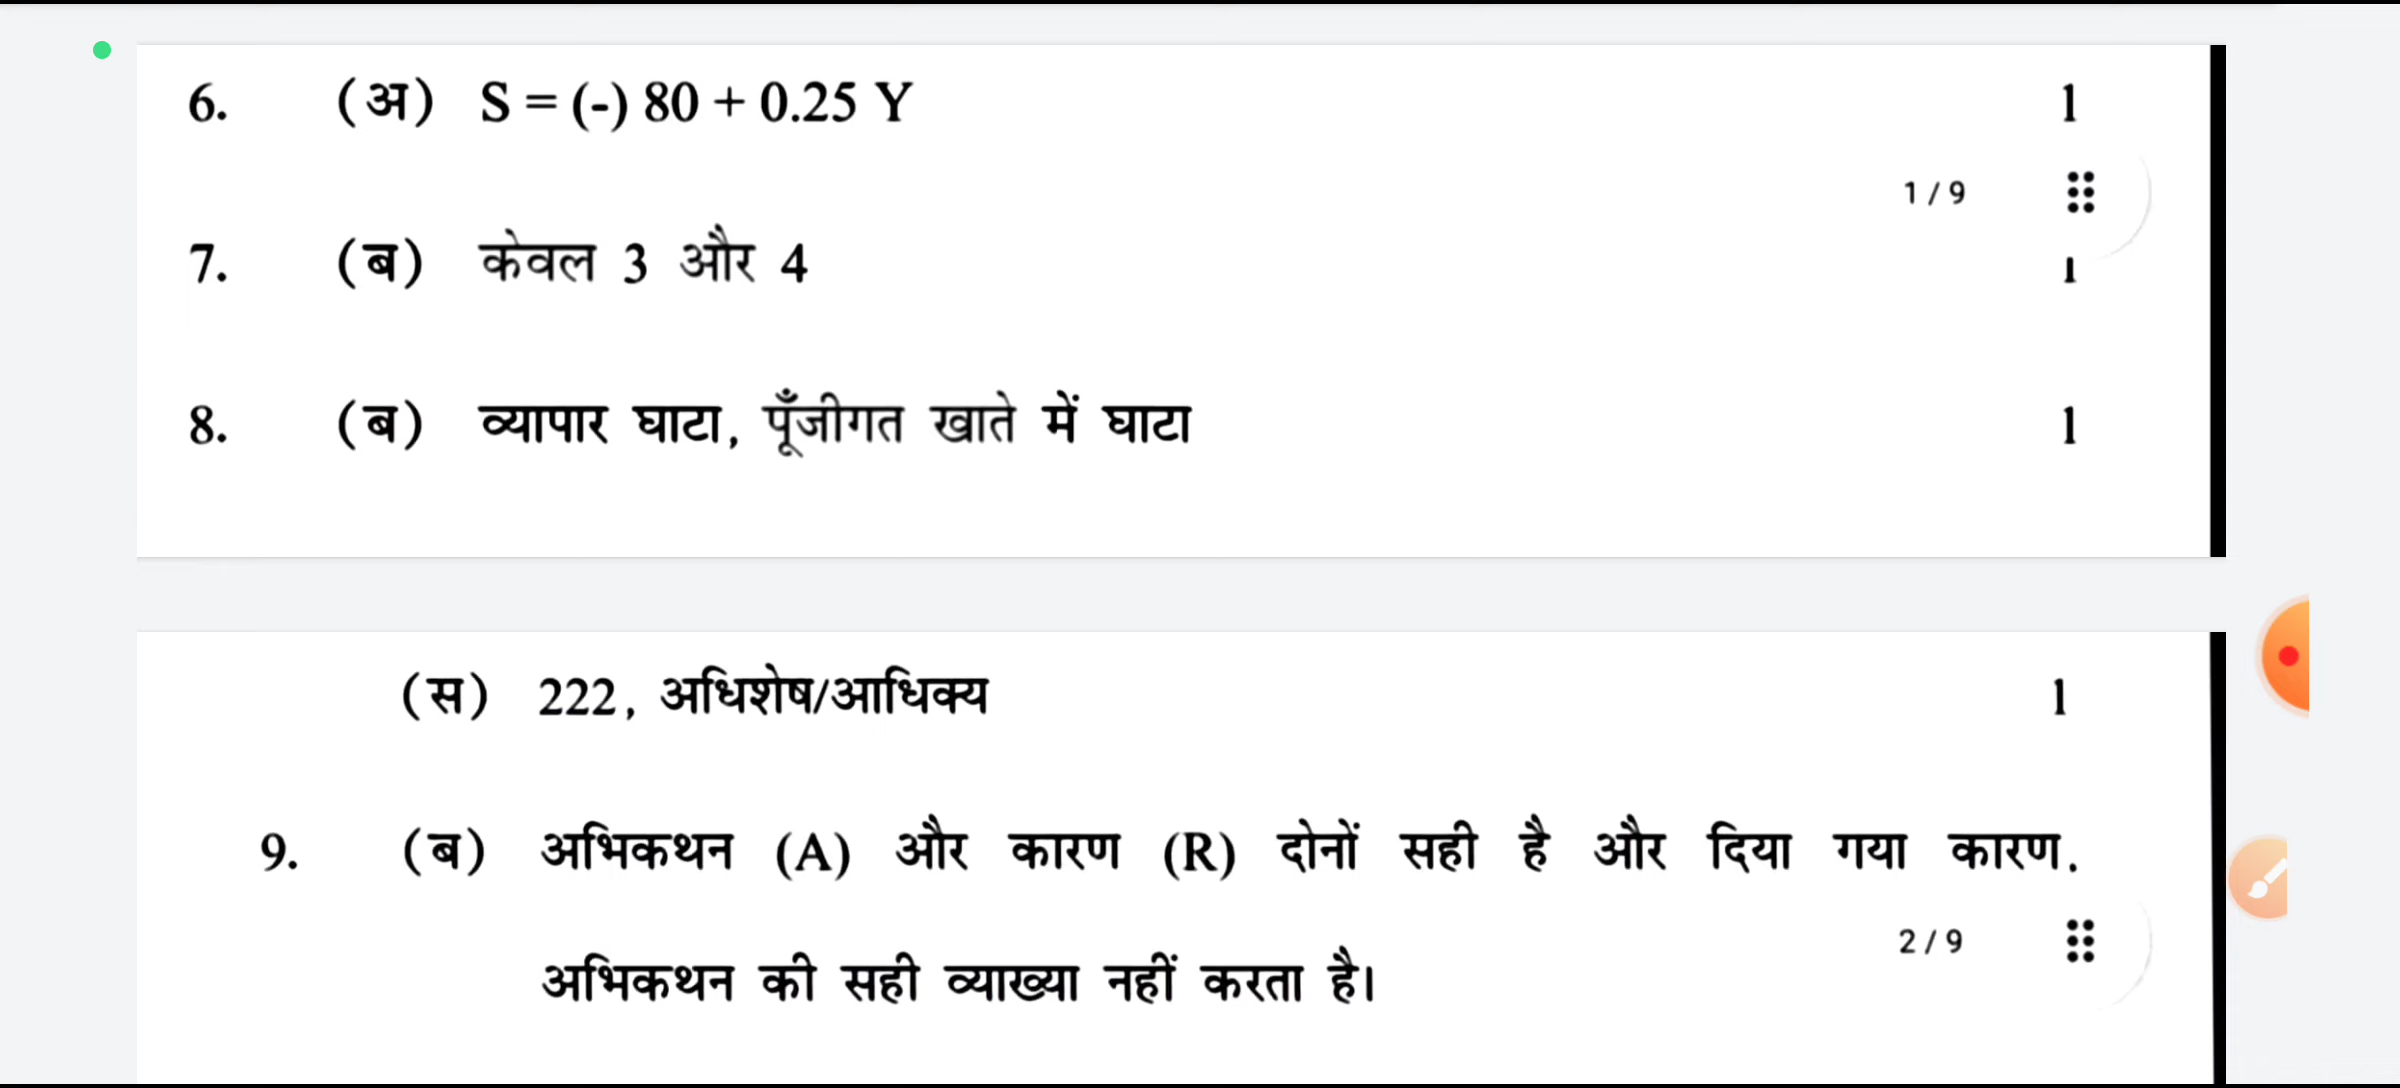 6. (अ) S = (-) 80 + 0.25 Y 1
1 / 9
7. (ब) केवल 3 और 4 1
8. (ब) व्यापार घाटा, पूँजीगत खाते में घाटा 1
(स) 222, अधिशेष/आधिक्य 1
9. (ब) अभिकथन (A) और कारण (R) दोनों सही है और दिया गया कारण.
2 / 9
अभिकथन की सही व्याख्या नहीं करता है।